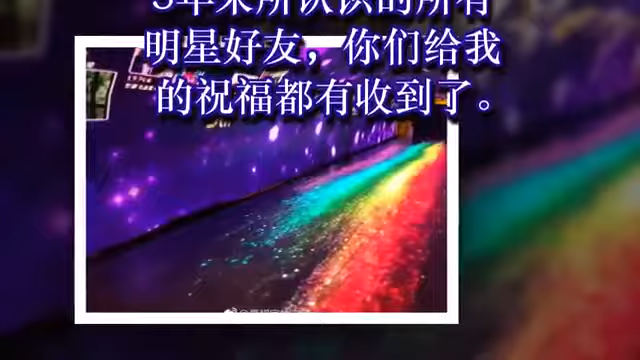 5年来所认识的所有
明星好友，你们给我
的祝福都有收到了。